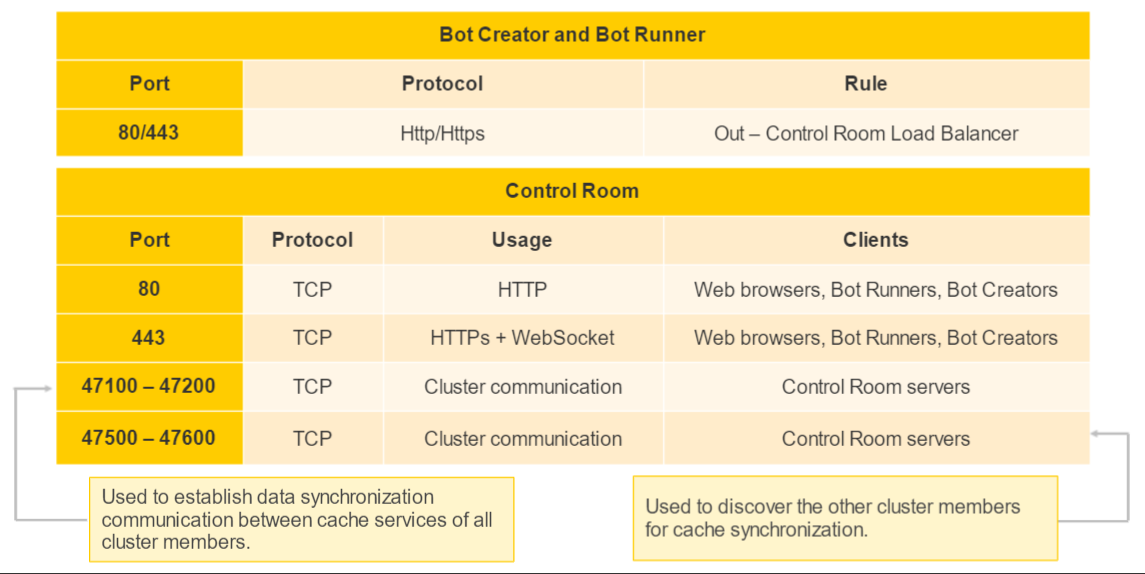 Bot Creator and Bot Runner
Port Protocol Rule
80/443 Http/Https Out – Control Room Load Balancer
Control Room
Port Protocol Usage Clients
80 TCP HTTP Web browsers, Bot Runners, Bot Creators
443 TCP HTTPs + WebSocket Web browsers, Bot Runners, Bot Creators
47100 – 47200 TCP Cluster communication Control Room servers
47500 – 47600 TCP Cluster communication Control Room servers
Used to establish data synchronization
communication between cache services of all
cluster members.
Used to discover the other cluster members
for cache synchronization.